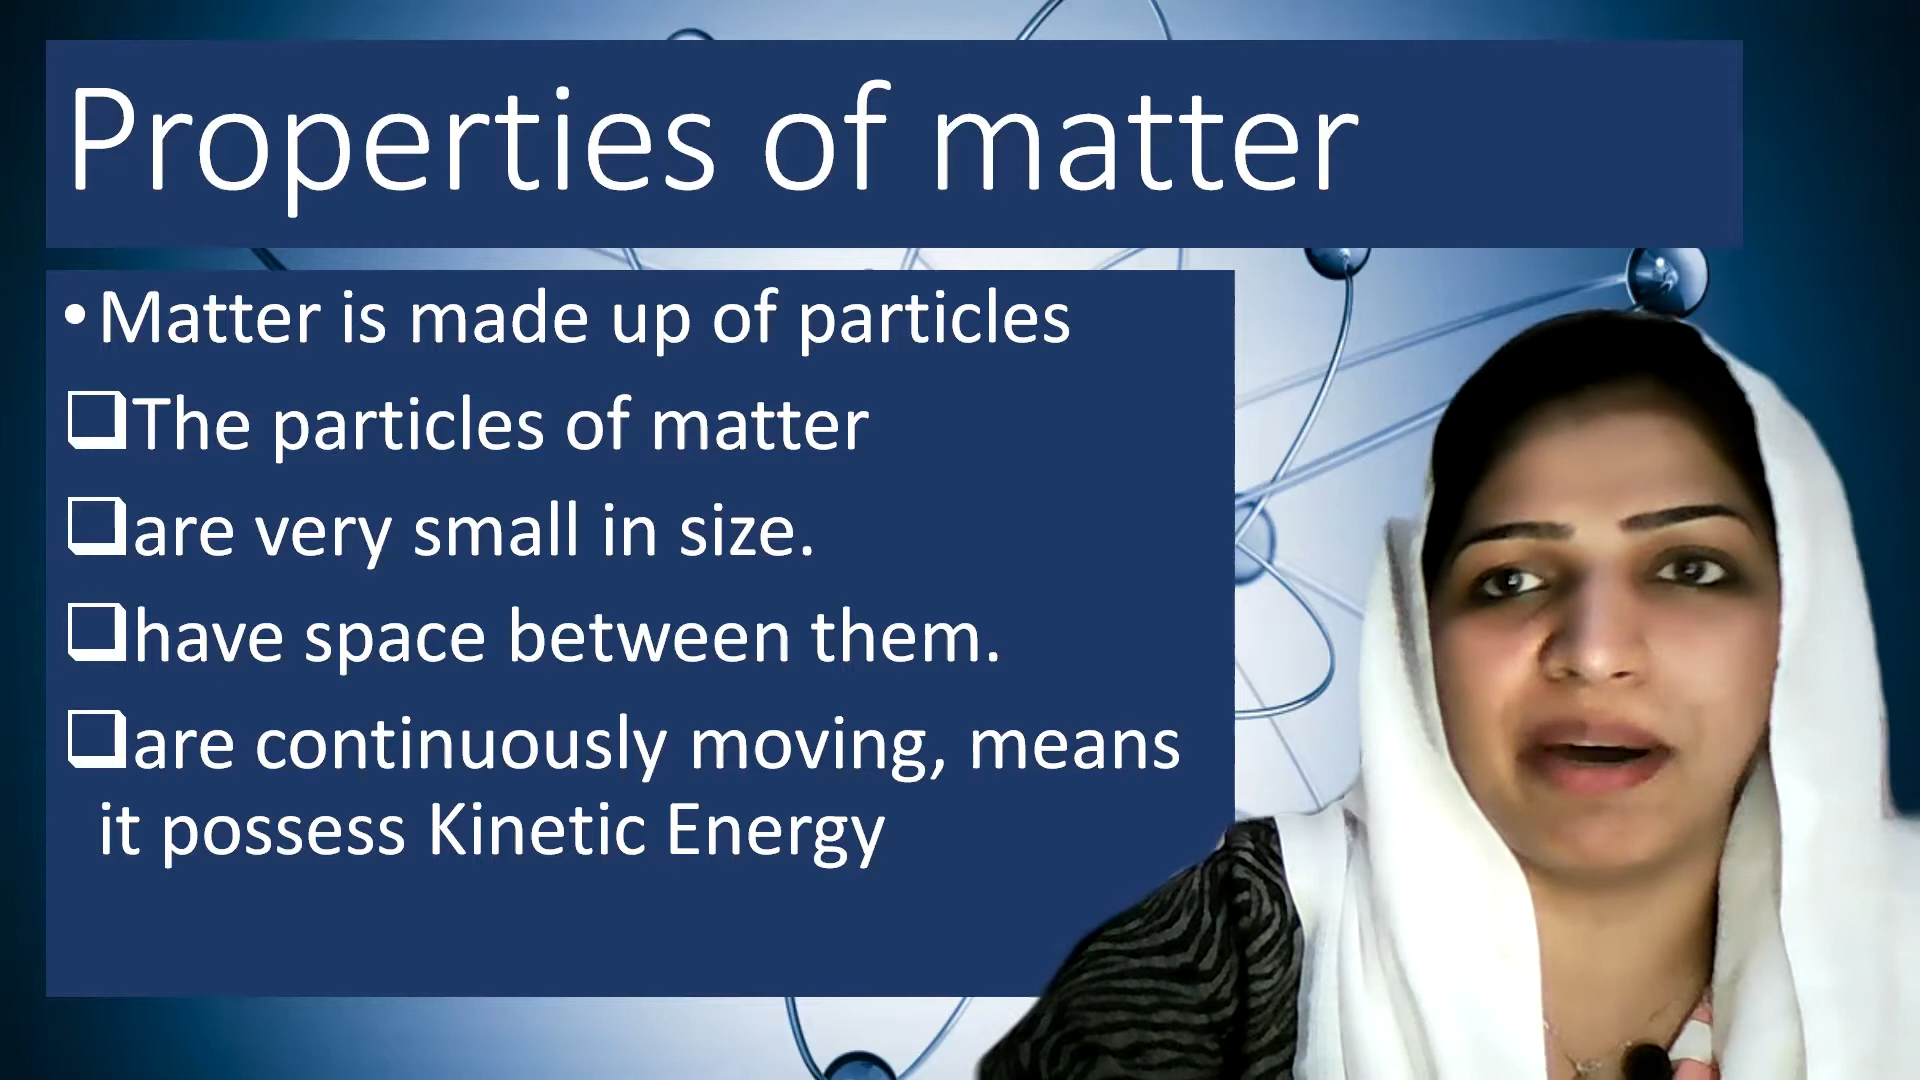 Properties of matter
•Matter is made up of particles
❑The particles of matter
❑are very small in size.
❑have space between them.
❑are continuously moving, means
it possess Kinetic Energy